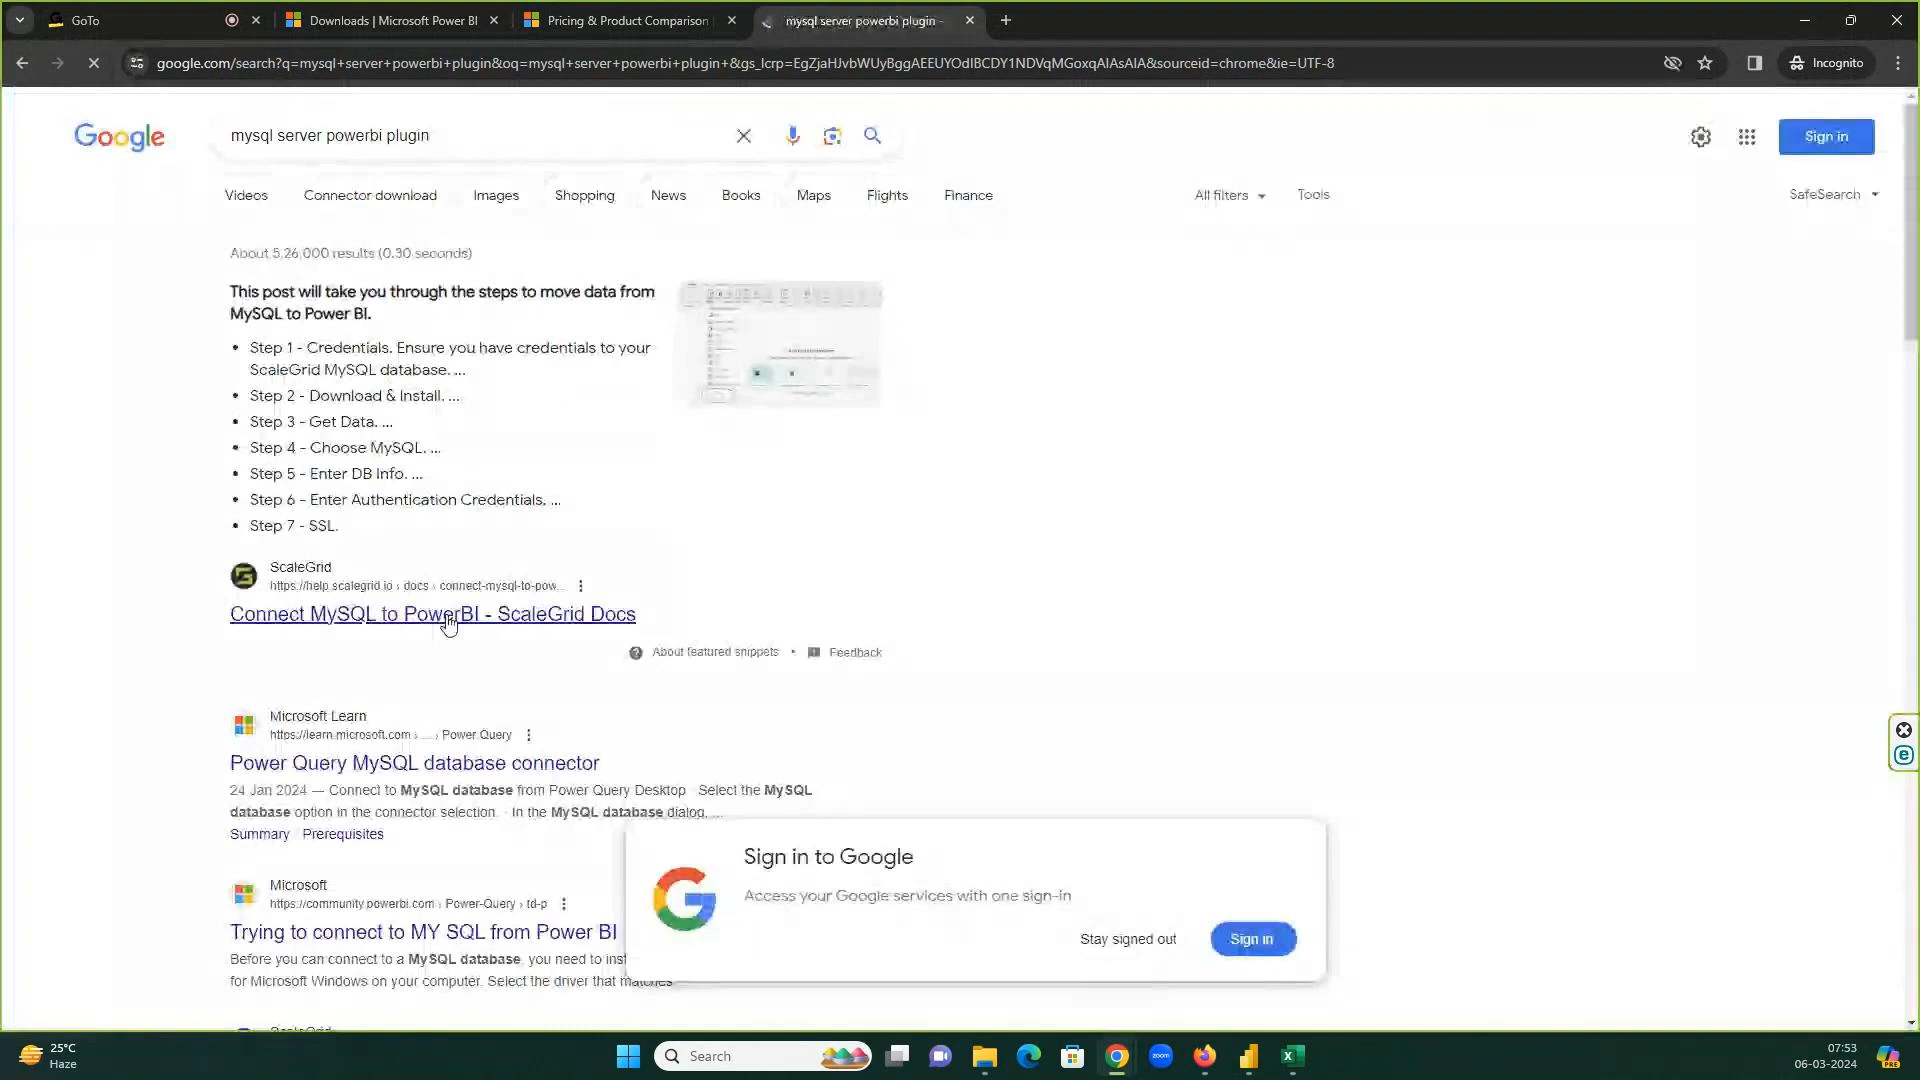 GoTo
Downloads | Microsoft Power BI
Pricing & Product Comparison
mysql server powerbi plugin -
google.com/search?q=mysql+server+powerbi+plugin&oq=mysql+server+powerbi+plugin+&gs_lcrp=EgZjaHJvbWUyBggAEEUYOdIBCDY1NDVqMGoxqAIAsAIA&sourceid=chrome&ie=UTF-8
Incognito
Google
mysql server powerbi plugin
Sign in
Videos
Connector download
Images
Shopping
News
Books
Maps
Flights
Finance
All filters
Tools
SafeSearch
About 5,26,000 results (0.30 seconds)
This post will take you through the steps to move data from
MySQL to Power BI.
Step 1 - Credentials. Ensure you have credentials to your
ScaleGrid MySQL database. ...
Step 2 - Download & Install. ...
Step 3 - Get Data. ...
Step 4 - Choose MySQL. ...
Step 5 - Enter DB Info. ...
Step 6 - Enter Authentication Credentials. ...
Step 7 - SSL.
ScaleGrid
https://help.scalegrid.io › docs › connect-mysql-to-pow...
Connect MySQL to PowerBI - ScaleGrid Docs
About featured snippets
•
Feedback
Microsoft Learn
https://learn.microsoft.com › ... › Power Query
Power Query MySQL database connector
24 Jan 2024 — Connect to MySQL database from Power Query Desktop · Select the MySQL
database option in the connector selection. · In the MySQL database dialog, ...
Summary · Prerequisites
Microsoft
https://community.powerbi.com › Power-Query › td-p
Trying to connect to MY SQL from Power BI
Before you can connect to a MySQL database, you need to inst
for Microsoft Windows on your computer. Select the driver that matches
ScaleGrid
Sign in to Google
Access your Google services with one sign-in
Stay signed out
Sign in
25°C
Haze
Search
zoom
07:53
06-03-2024
PRE